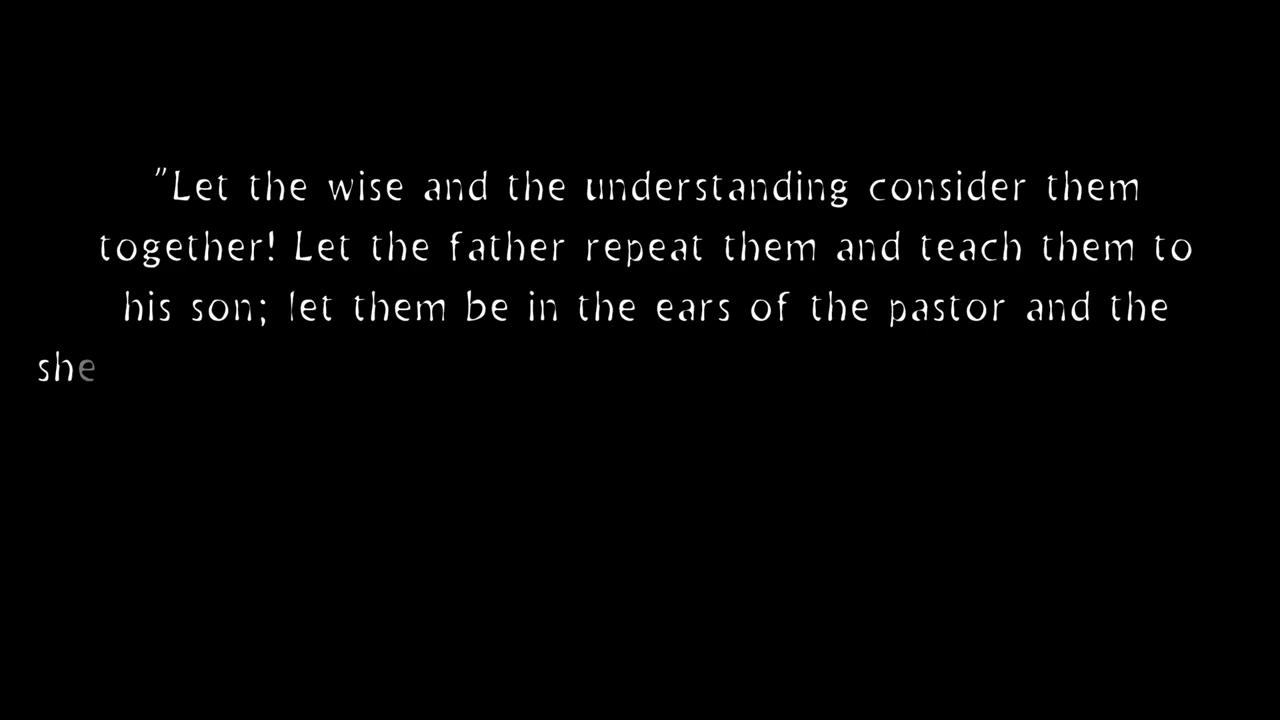 "Let the wise and the understanding consider them
together! Let the father repeat them and teach them to
his son; let them be in the ears of the pastor and the
she